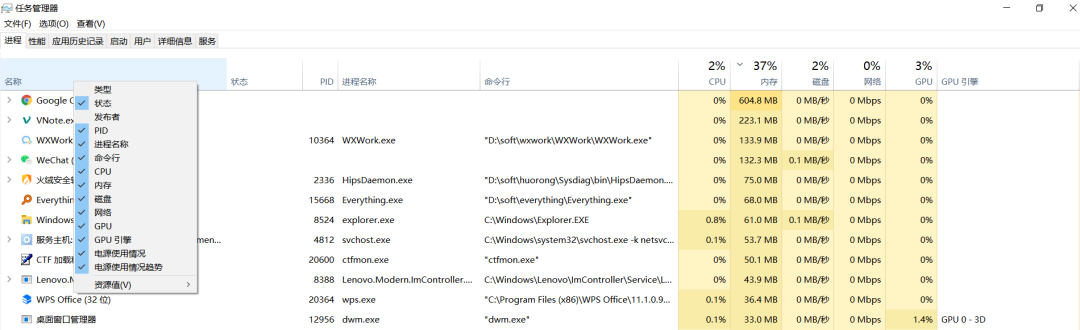 任务管理器
文件(F) 选项(O) 查看(V)
进程 性能 应用历史记录 启动 用户 详细信息 服务
2% 37% 2% 0% 3%
名称 状态 PID 进程名称 命令行 CPU 内存 磁盘 网络 GPU GPU 引擎
类型
状态
发布者
PID
进程名称
命令行
CPU
内存
磁盘
网络
GPU
GPU 引擎
电源使用情况
电源使用情况趋势
资源值(V)
Google C 0% 604.8 MB 0 MB/秒 0 Mbps 0%
VNote.ex 0% 223.1 MB 0 MB/秒 0 Mbps 0%
WXWork 10364 WXWork.exe "D:\soft\wxwork\WXWork\WXWork.exe" 0% 133.9 MB 0 MB/秒 0 Mbps 0%
WeChat ( 0% 132.3 MB 0.1 MB/秒 0 Mbps 0%
火绒安全软 2336 HipsDaemon.exe "D:\soft\huorong\Sysdiag\bin\HipsDaemon.... 0% 75.0 MB 0 MB/秒 0 Mbps 0%
Everything 15668 Everything.exe "D:\soft\everything\Everything.exe" 0% 68.0 MB 0 MB/秒 0 Mbps 0%
Windows 8524 explorer.exe C:\Windows\Explorer.EXE 0.8% 61.0 MB 0.1 MB/秒 0 Mbps 0%
服务主机: men... 4812 svchost.exe C:\Windows\system32\svchost.exe -k netsvc... 0.1% 53.7 MB 0 MB/秒 0 Mbps 0%
CTF 加载程 20600 ctfmon.exe "ctfmon.exe" 0% 50.1 MB 0 MB/秒 0 Mbps 0%
Lenovo.M 8388 Lenovo.Modern.ImController... C:\Windows\Lenovo\ImController\Service\L... 0% 43.9 MB 0 MB/秒 0 Mbps 0%
WPS Office (32 位) 20364 wps.exe "C:\Program Files (x86)\WPS Office\11.1.0.9... 0.1% 36.4 MB 0 MB/秒 0 Mbps 0%
桌面窗口管理器 12956 dwm.exe "dwm.exe" 0.1% 33.0 MB 0 MB/秒 0 Mbps 1.4% GPU 0 - 3D